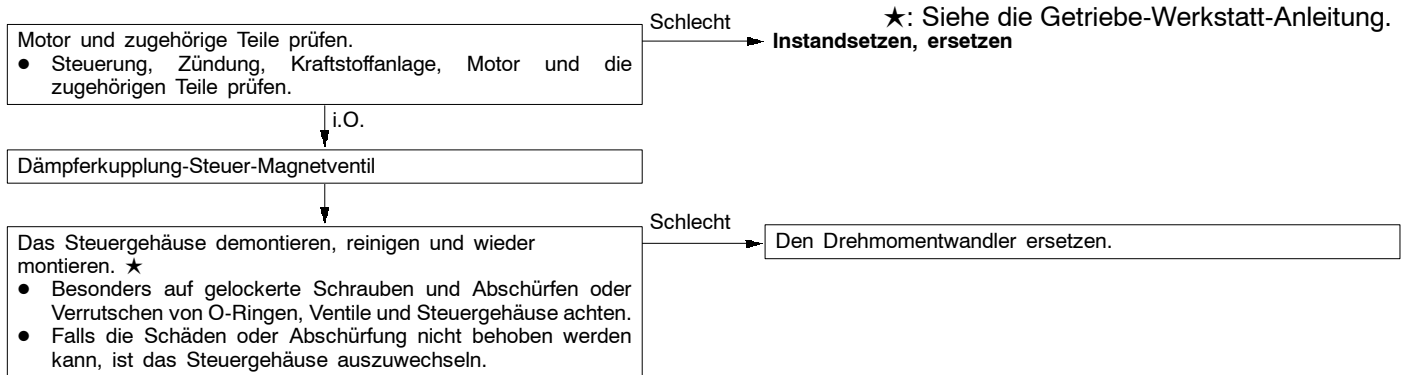 ★: Siehe die Getriebe-Werkstatt-Anleitung.
Motor und zugehörige Teile prüfen.
● Steuerung, Zündung, Kraftstoffanlage, Motor und die
zugehörigen Teile prüfen.
Schlecht
Instandsetzen, ersetzen
i.O.
Dämpferkupplung-Steuer-Magnetventil
Das Steuergehäuse demontieren, reinigen und wieder
montieren. ★
● Besonders auf gelockerte Schrauben und Abschürfen oder
Verrutschen von O-Ringen, Ventile und Steuergehäuse achten.
● Falls die Schäden oder Abschürfung nicht behoben werden
kann, ist das Steuergehäuse auszuwechseln.
Schlecht
Den Drehmomentwandler ersetzen.